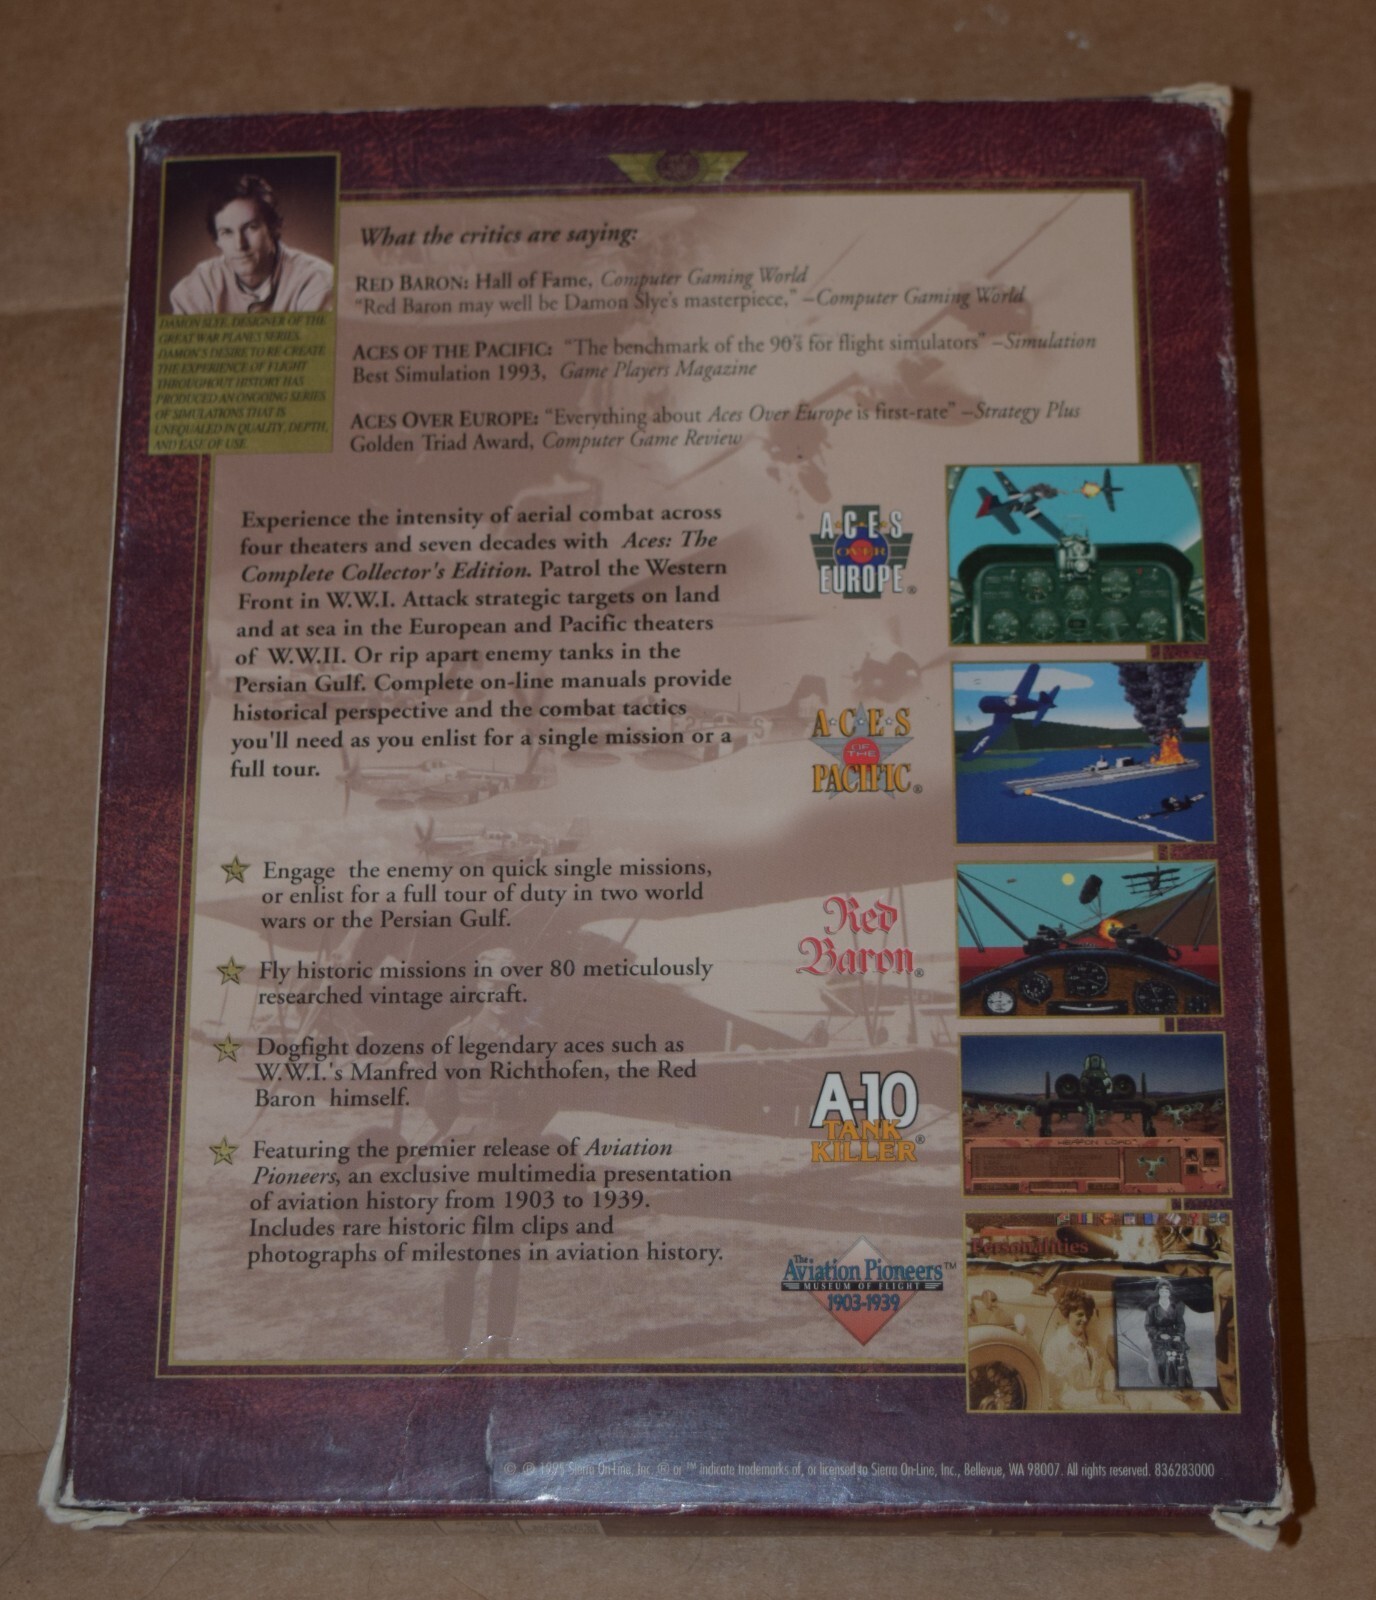 DAMON SLYE, DESIGNER OF THE
GREAT WAR PLANES SERIES.
DAMON'S DESIRE TO RE-CREATE
THE EXPERIENCE OF FLIGHT
THROUGHOUT HISTORY HAS
PRODUCED AN ONGOING SERIES
OF SIMULATIONS THAT IS
UNEQUALED IN QUALITY, DEPTH,
AND EASE OF USE.
What the critics are saying:
RED BARON: Hall of Fame, Computer Gaming World
"Red Baron may well be Damon Slye's masterpiece," –Computer Gaming World
ACES OF THE PACIFIC: "The benchmark of the 90's for flight simulators" –Simulation
Best Simulation 1993, Game Players Magazine
ACES OVER EUROPE: "Everything about Aces Over Europe is first-rate" –Strategy Plus
Golden Triad Award, Computer Game Review
Experience the intensity of aerial combat across
four theaters and seven decades with Aces: The
Complete Collector's Edition. Patrol the Western
Front in W.W.I. Attack strategic targets on land
and at sea in the European and Pacific theaters
of W.W.II. Or rip apart enemy tanks in the
Persian Gulf. Complete on-line manuals provide
historical perspective and the combat tactics
you'll need as you enlist for a single mission or a
full tour.
Engage the enemy on quick single missions,
or enlist for a full tour of duty in two world
wars or the Persian Gulf.
Fly historic missions in over 80 meticulously
researched vintage aircraft.
Dogfight dozens of legendary aces such as
W.W.I.'s Manfred von Richthofen, the Red
Baron himself.
Featuring the premier release of Aviation
Pioneers, an exclusive multimedia presentation
of aviation history from 1903 to 1939.
Includes rare historic film clips and
photographs of milestones in aviation history.
A·C·E·S
OVER
EUROPE®
A·C·E·S
OF THE
PACIFIC®
Red
Baron®
A-10
TANK
KILLER®
WEAPON LOAD
The
Aviation Pioneers™
MUSEUM OF FLIGHT
1903-1939
Personalities
© ℗ 1995 Sierra On-Line, Inc. ® or ™ indicate trademarks of, or licensed to Sierra On-Line, Inc., Bellevue, WA 98007. All rights reserved. 836283000